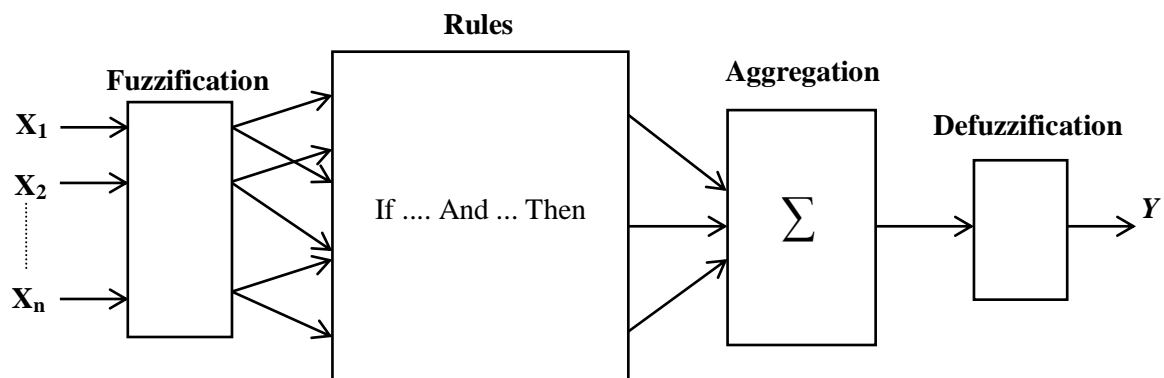 Rules
Fuzzification
Aggregation
Defuzzification
X₁
X₂
Xₙ
If .... And ... Then
∑
Y